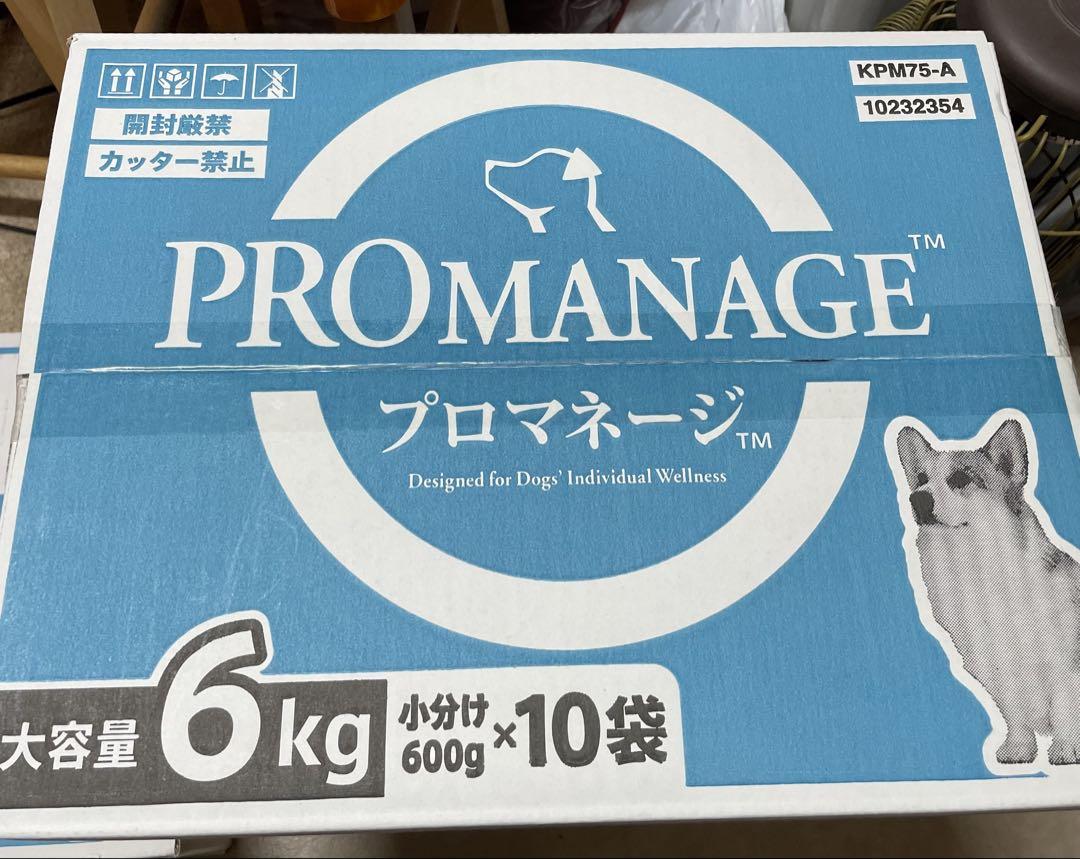 開封厳禁
カッター禁止
KPM75-A
10232354
PROMANAGE™
プロマネージ™
Designed for Dogs' Individual Wellness
大容量 6kg
小分け
600g×10袋